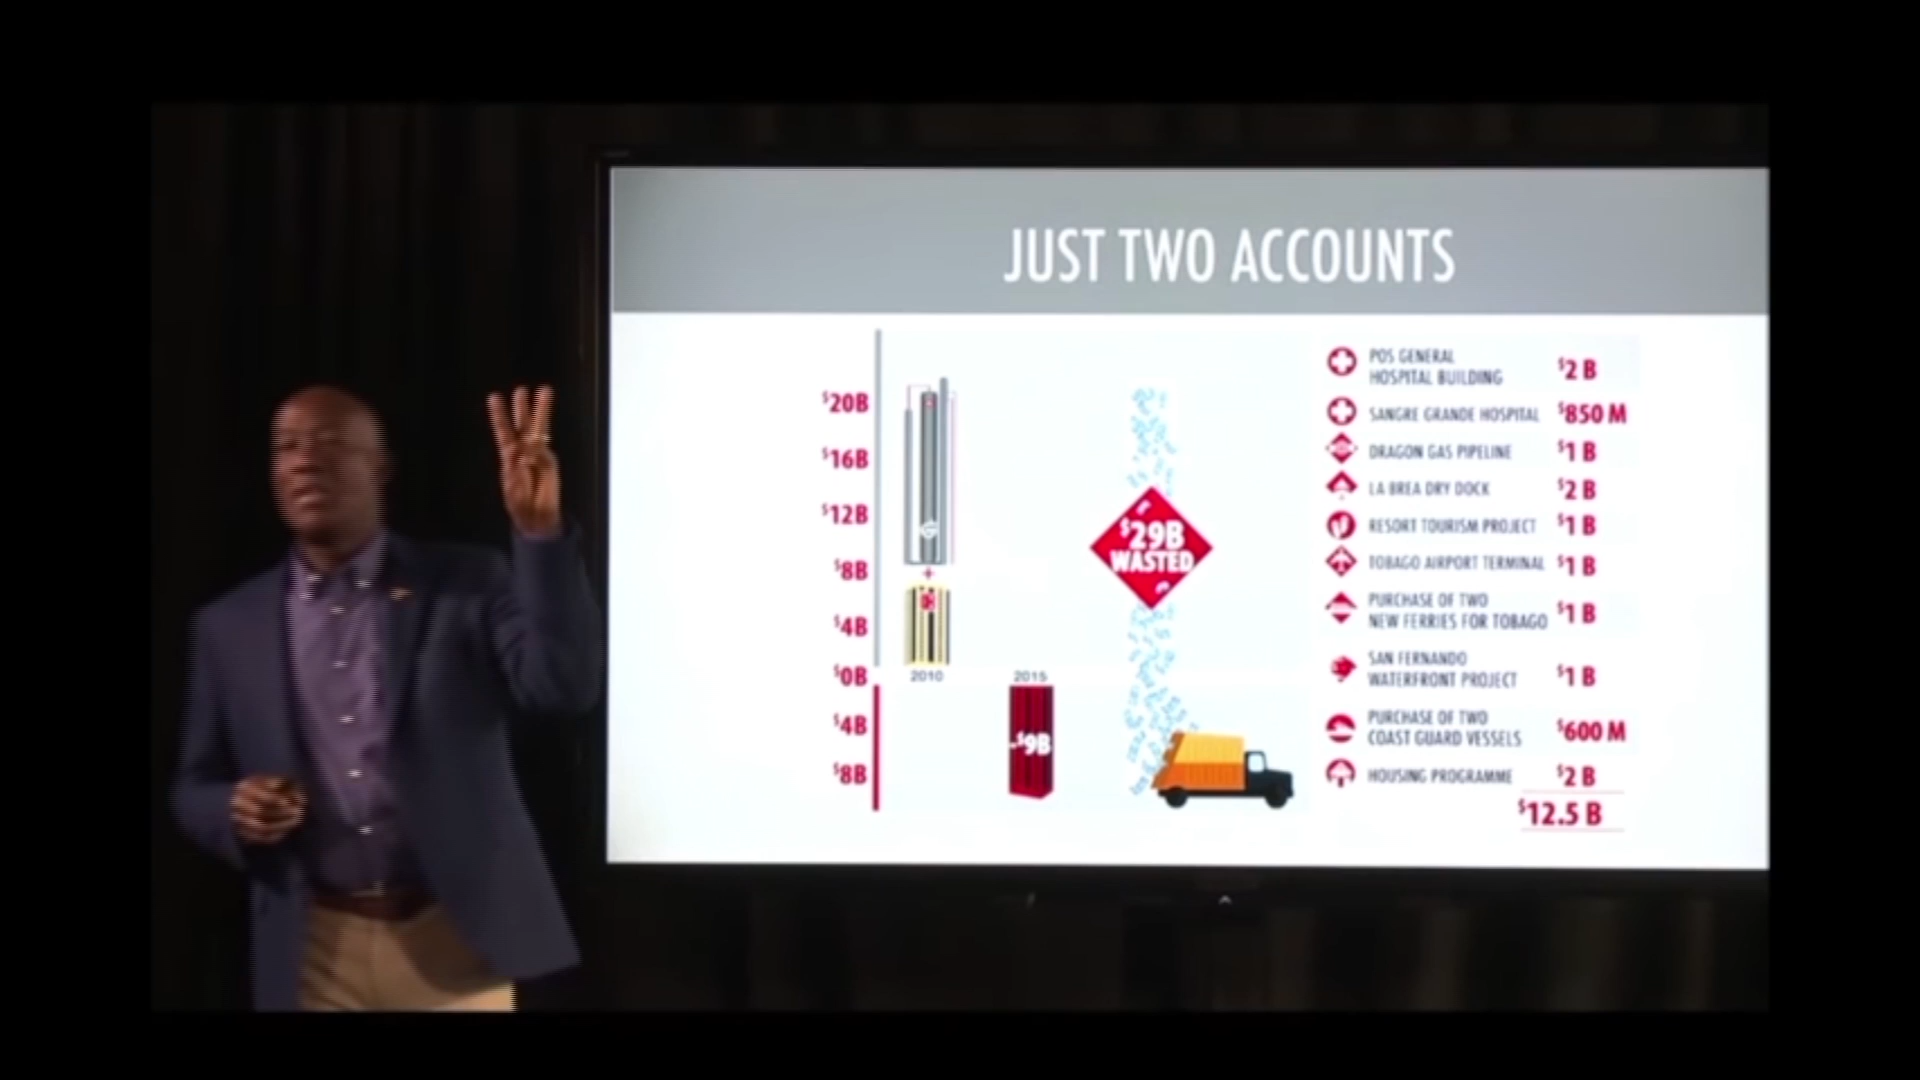 JUST TWO ACCOUNTS
$20B
$16B
$12B
$8B
$4B
$0B
$4B
$8B
2010
2015
-$9B
$29B
WASTED
POS GENERAL
HOSPITAL BUILDING $2 B
SANGRE GRANDE HOSPITAL $850 M
DRAGON GAS PIPELINE $1 B
LA BREA DRY DOCK $2 B
RESORT TOURISM PROJECT $1 B
TOBAGO AIRPORT TERMINAL $1 B
PURCHASE OF TWO
NEW FERRIES FOR TOBAGO $1 B
SAN FERNANDO
WATERFRONT PROJECT $1 B
PURCHASE OF TWO
COAST GUARD VESSELS $600 M
HOUSING PROGRAMME $2 B
$12.5 B